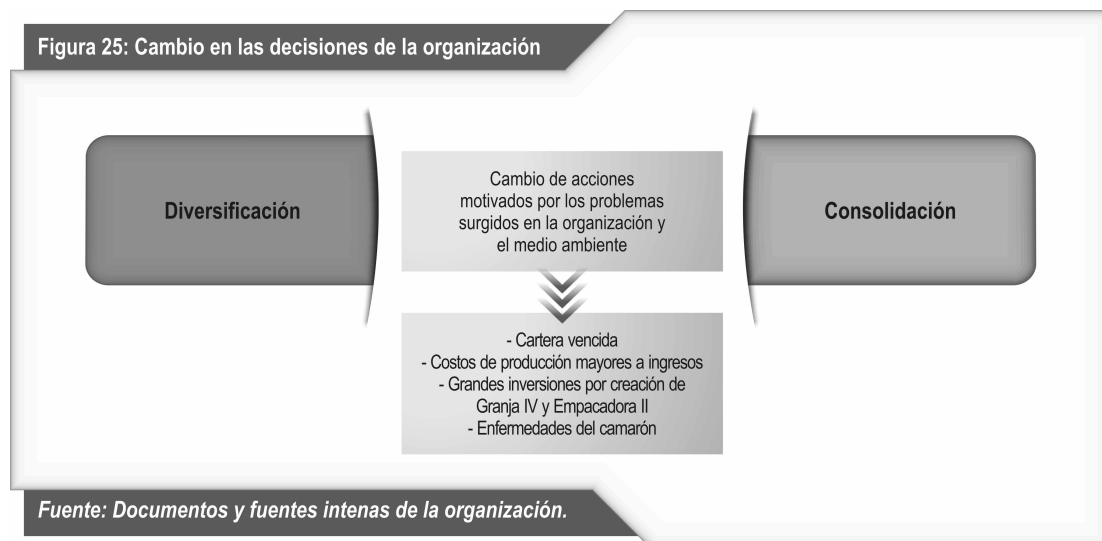 Figura 25: Cambio en las decisiones de la organización
Diversificación
Cambio de acciones
motivados por los problemas
surgidos en la organización y
el medio ambiente
Consolidación
- Cartera vencida
- Costos de producción mayores a ingresos
- Grandes inversiones por creación de
Granja IV y Empacadora II
- Enfermedades del camarón
Fuente: Documentos y fuentes intenas de la organización.